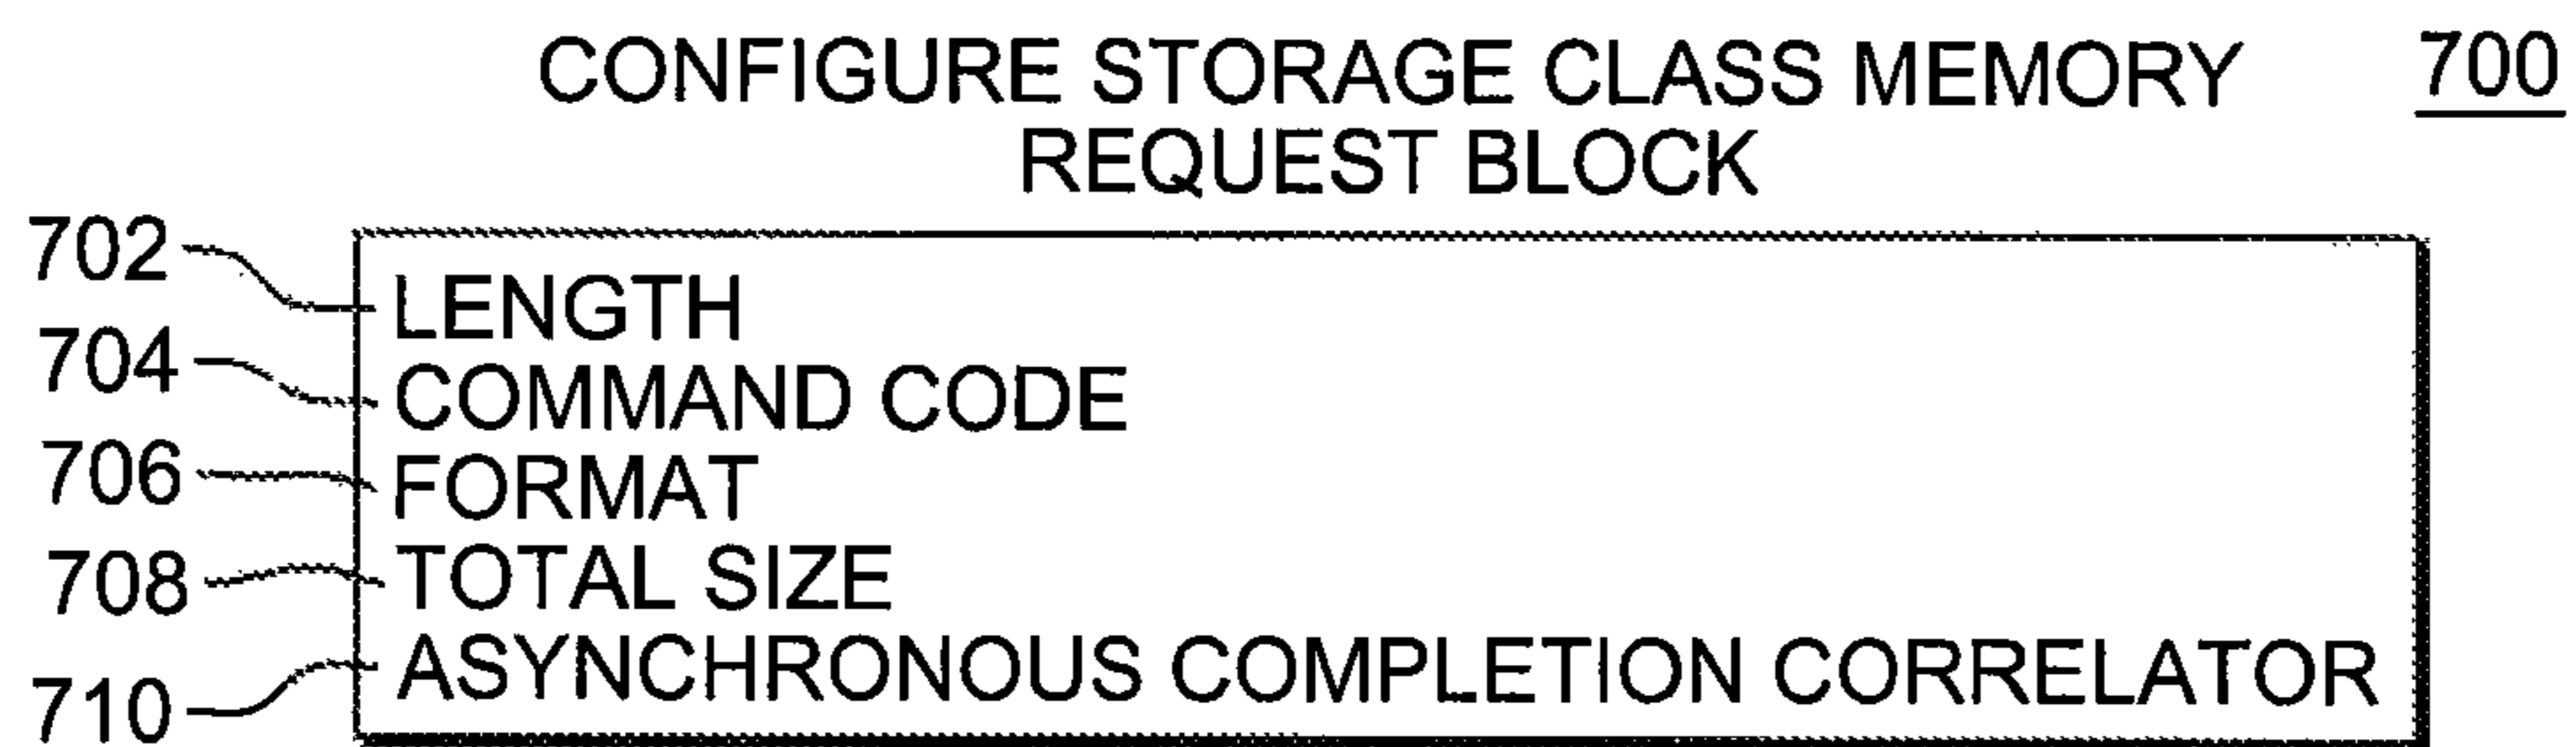 CONFIGURE STORAGE CLASS MEMORY 700
REQUEST BLOCK
702 LENGTH
704 COMMAND CODE
706 FORMAT
708 TOTAL SIZE
710 ASYNCHRONOUS COMPLETION CORRELATOR